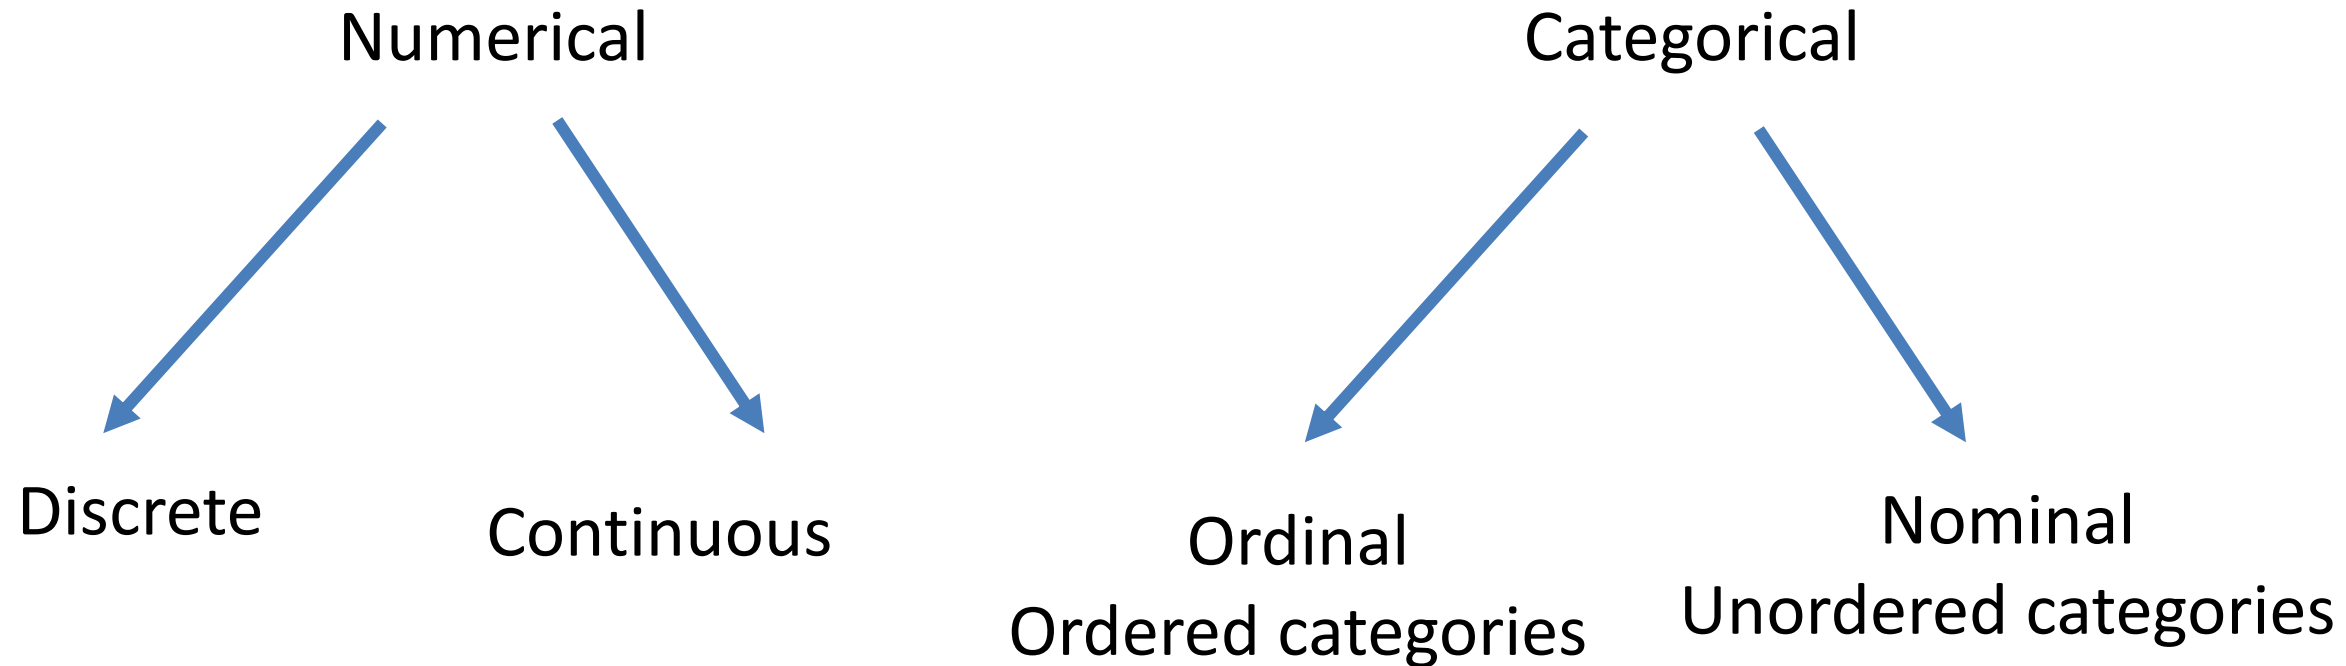 Numerical
Categorical
Discrete
Continuous
Ordinal
Ordered categories
Nominal
Unordered categories